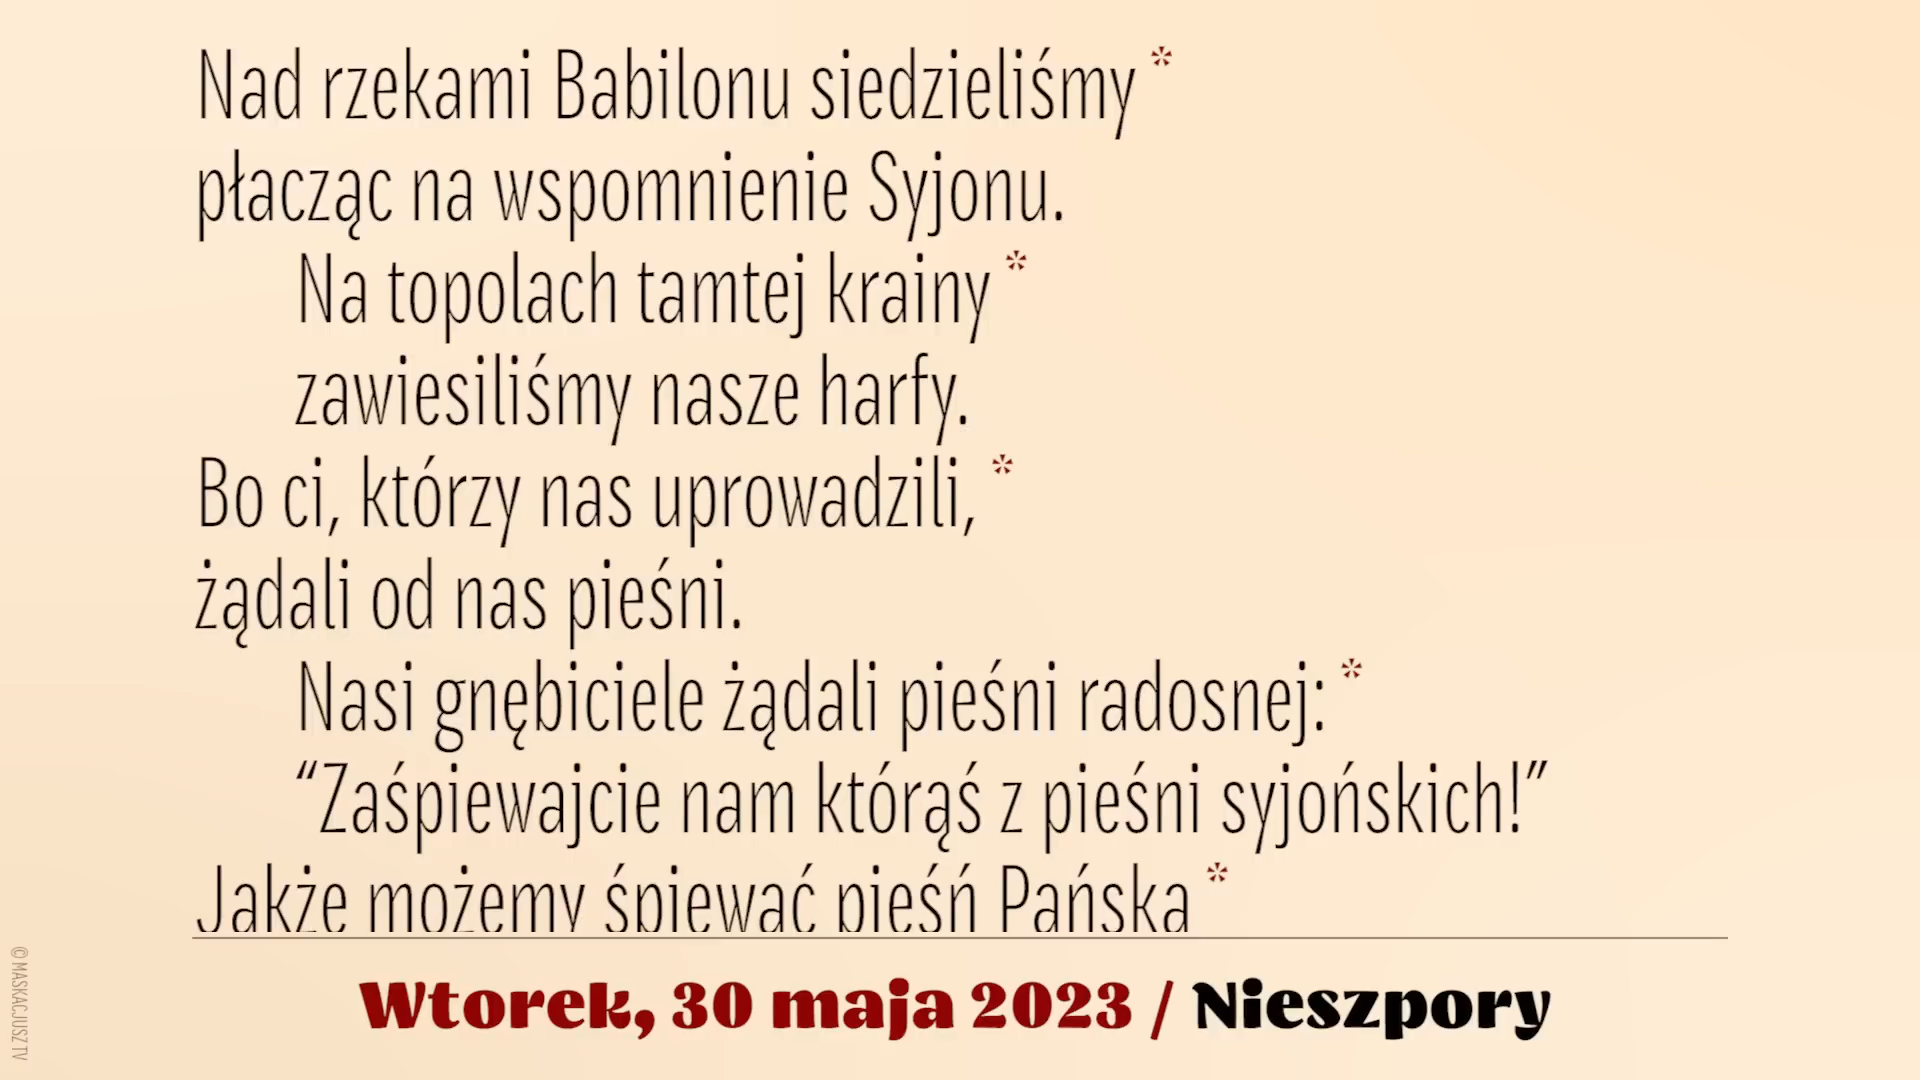 Nad rzekami Babilonu siedzieliśmy *
płacząc na wspomnienie Syjonu.
Na topolach tamtej krainy *
zawiesiliśmy nasze harfy.
Bo ci, którzy nas uprowadzili, *
żądali od nas pieśni.
Nasi gnębiciele żądali pieśni radosnej: *
“Zaśpiewajcie nam którąś z pieśni syjońskich!”
Jakże możemy śpiewać pieśń Pańską *
Wtorek, 30 maja 2023 / Nieszpory
© MASKACJUSZ TV